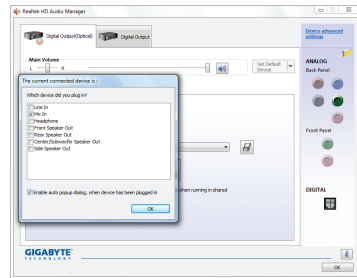 Realtek HD Audio Manager
Digital Output(Optical)
Digital Output
Device advanced
settings
Main Volume
L
R
Set Default
Device
ANALOG
Back Panel
The current connected device is :
Which device did you plug in?
Line In
Mic In
Headphone
Front Speaker Out
Rear Speaker Out
Center/Subwoofer Speaker Out
Side Speaker Out
Front Panel
Enable auto popup dialog, when device has been plugged in
when running in shared
DIGITAL
OK
GIGABYTE
TECHNOLOGY
OK